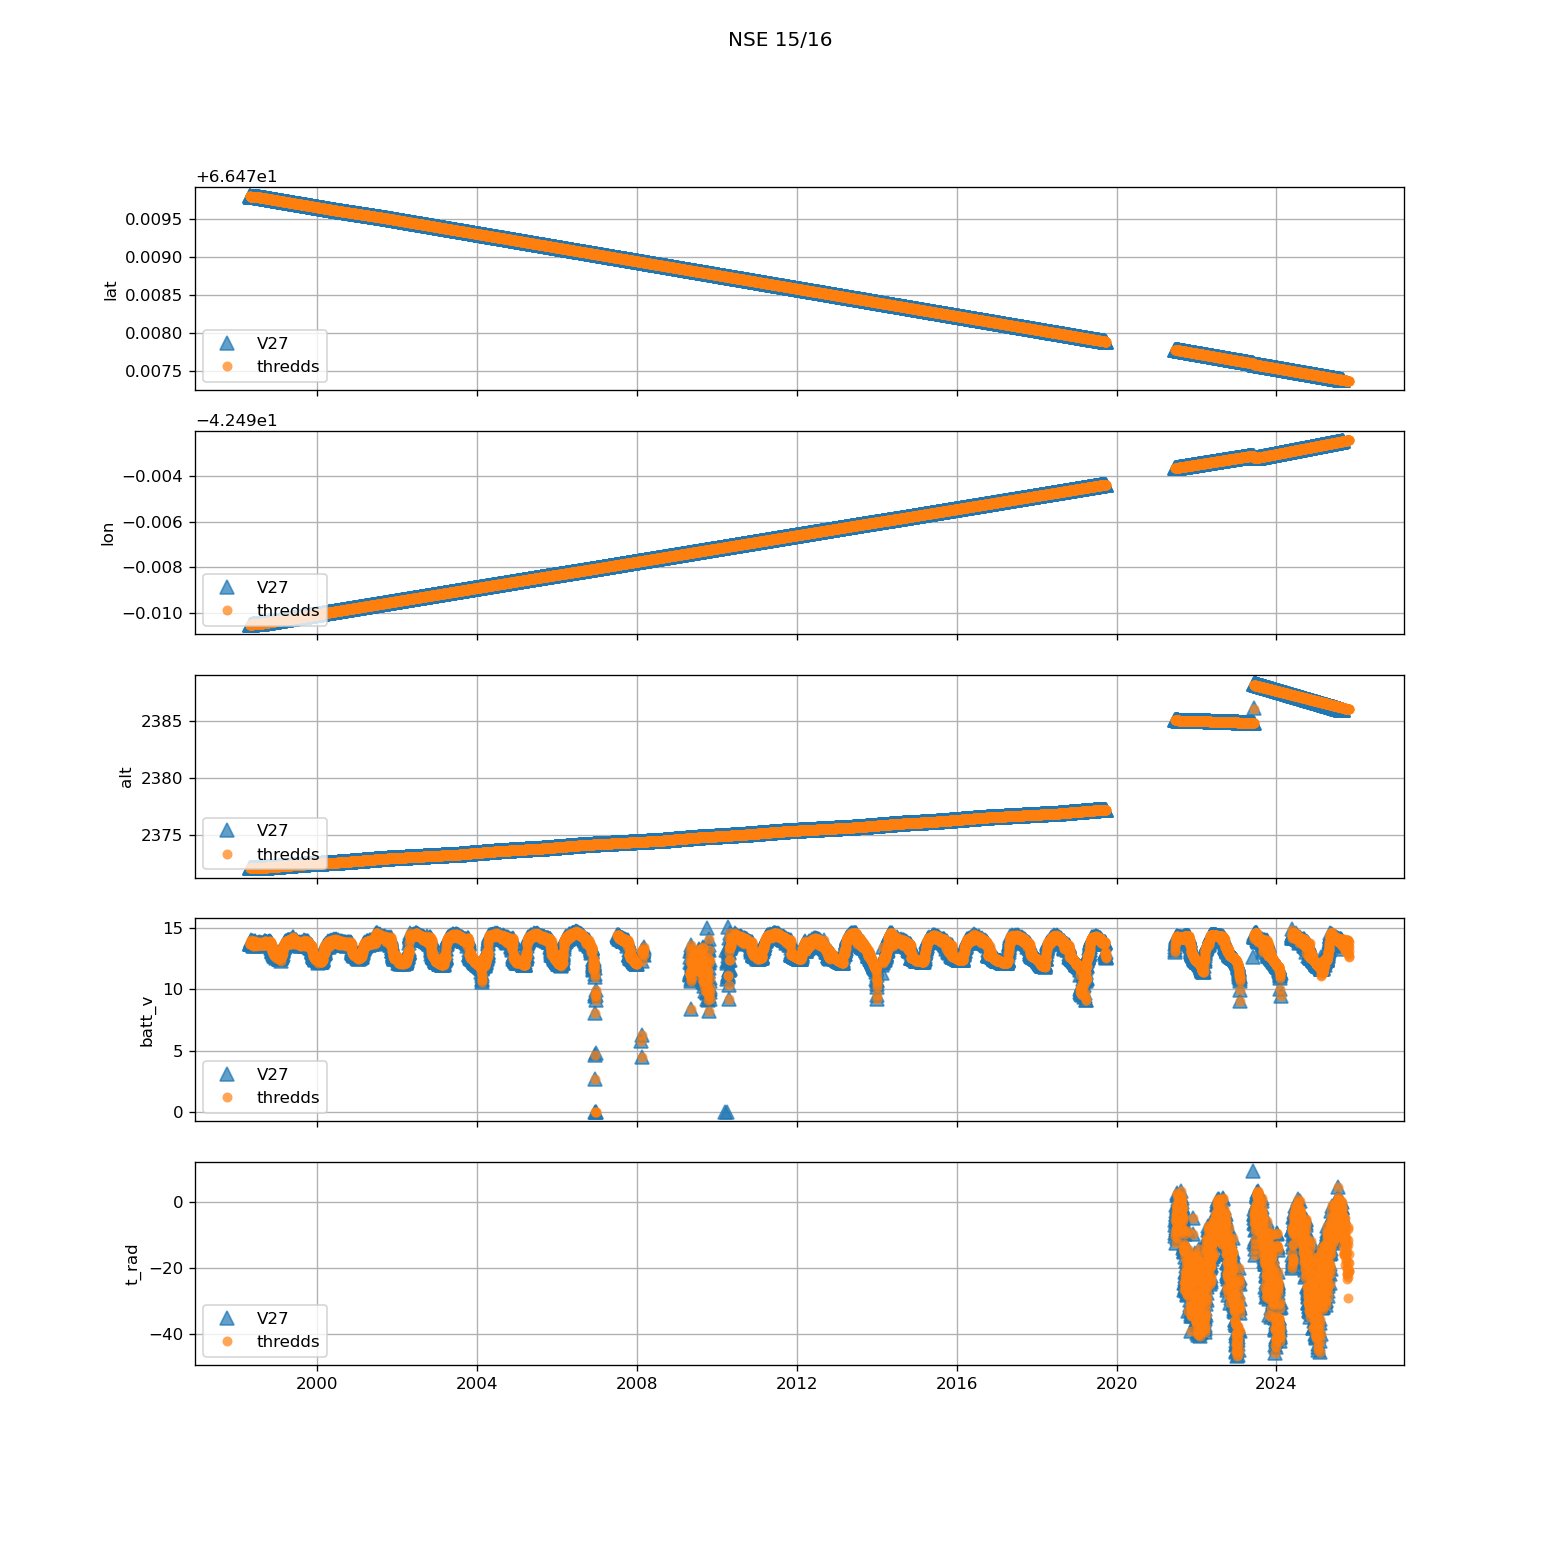 NSE 15/16
+6.647e1
0.0095
0.0090
0.0085
0.0080
0.0075
lat
V27
thredds
−4.249e1
−0.004
−0.006
−0.008
−0.010
lon
V27
thredds
2385
2380
2375
alt
V27
thredds
15
10
5
0
batt_v
V27
thredds
0
−20
−40
t_rad
V27
thredds
2000 2004 2008 2012 2016 2020 2024